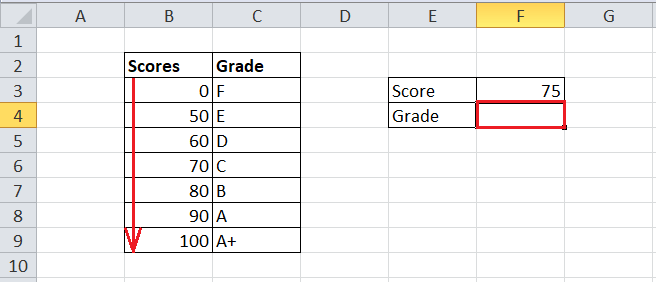 A B C D E F G
1
2 Scores Grade
3 0 F Score 75
4 50 E Grade
5 60 D
6 70 C
7 80 B
8 90 A
9 100 A+
10